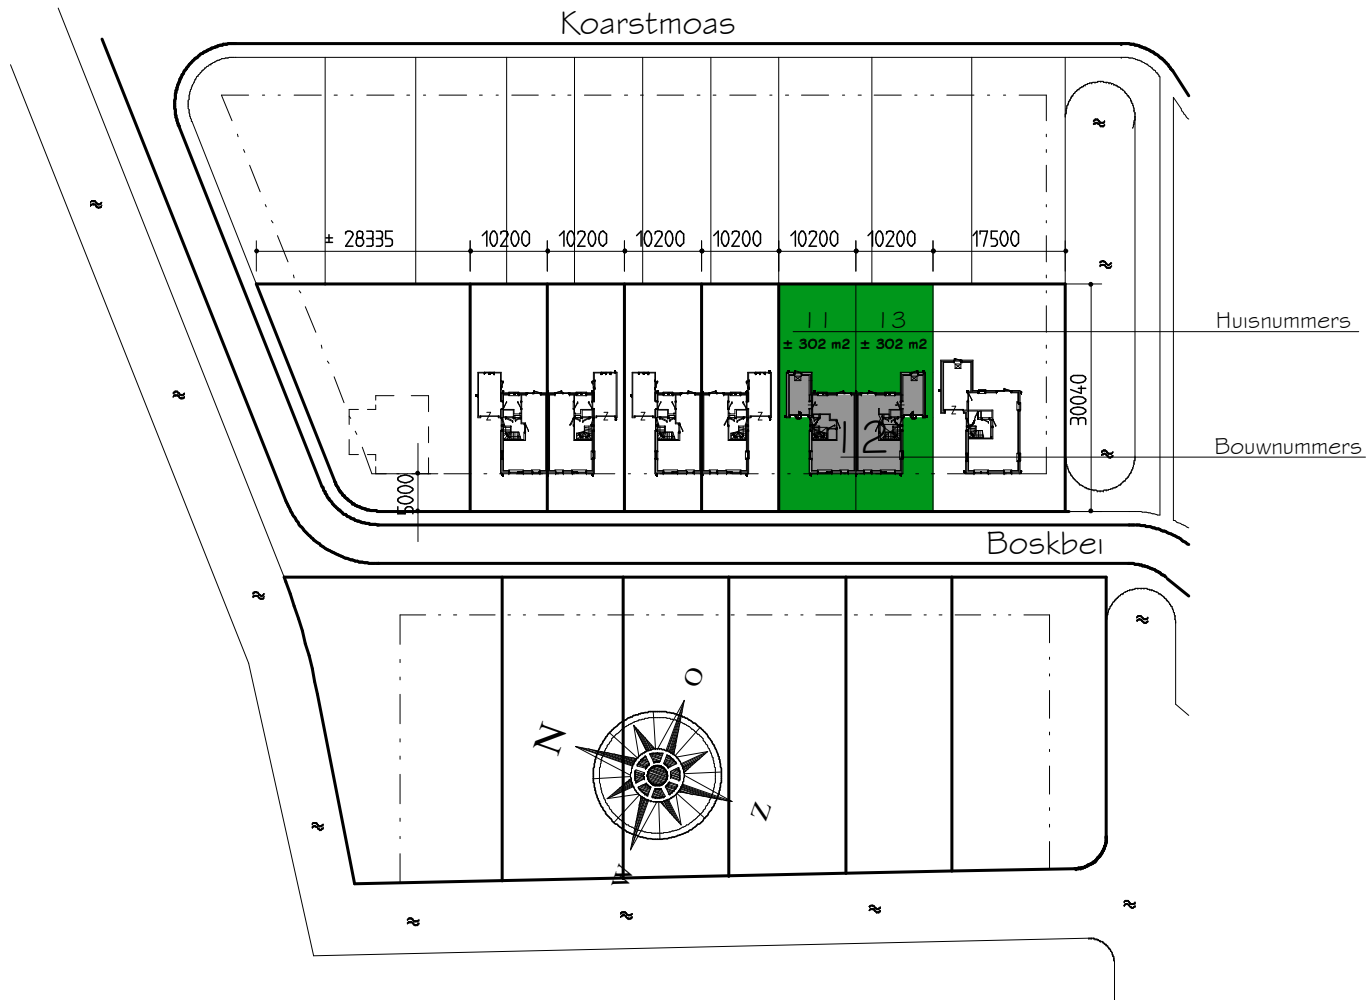 Koarstmoas
± 28335 10200 10200 10200 10200 10200 10200 17500
11 13 Huisnummers
± 302 m2 ± 302 m2
30040
z z z z z
12 Bouwnummers
5000
Boskbei
O
N
Z
W